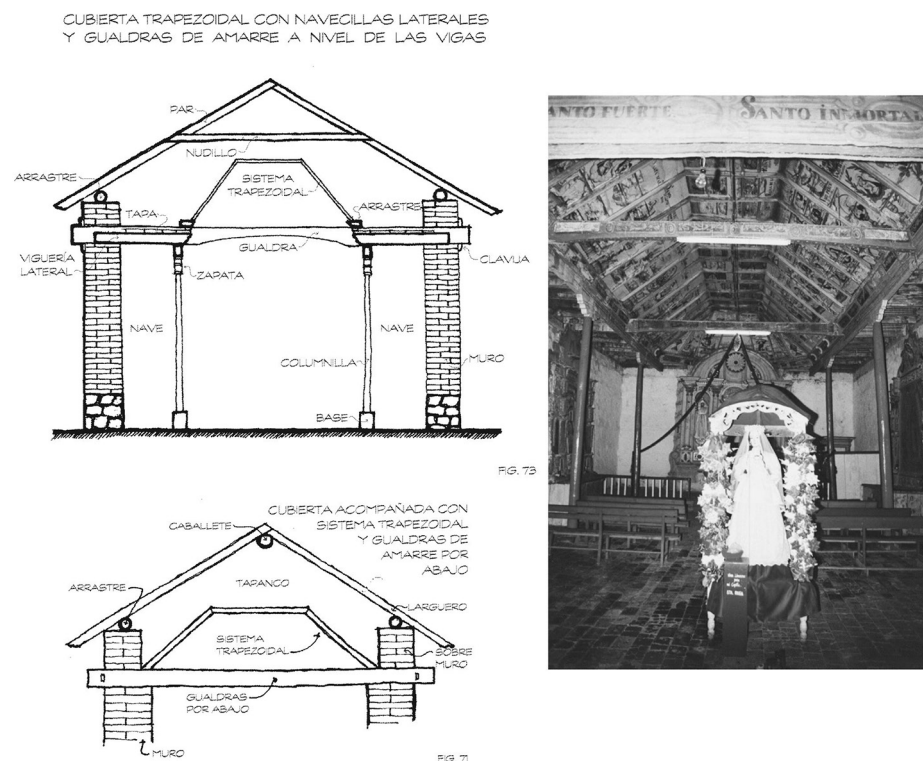 CUBIERTA TRAPEZOIDAL CON NAVECILLAS LATERALES
Y GUALDRAS DE AMARRE A NIVEL DE LAS VIGAS
PAR
NUDILLO
ARRASTRE
SISTEMA
TRAPEZOIDAL
TAPA
ARRASTRE
GUALDRA
VIGUERÍA
LATERAL
ZAPATA
CLAVIJA
NAVE
NAVE
COLUMNILLA
MURO
BASE
FIG. 73
CUBIERTA ACOMPAÑADA CON
SISTEMA TRAPEZOIDAL
Y GUALDRAS DE
AMARRE POR
ABAJO
CABALLETE
TAPANCO
ARRASTRE
LARGUERO
SISTEMA
TRAPEZOIDAL
SOBRE
MURO
GUALDRAS
POR ABAJO
MURO
FIG. 71
ANTO FUERTE SANTO INMORTAL